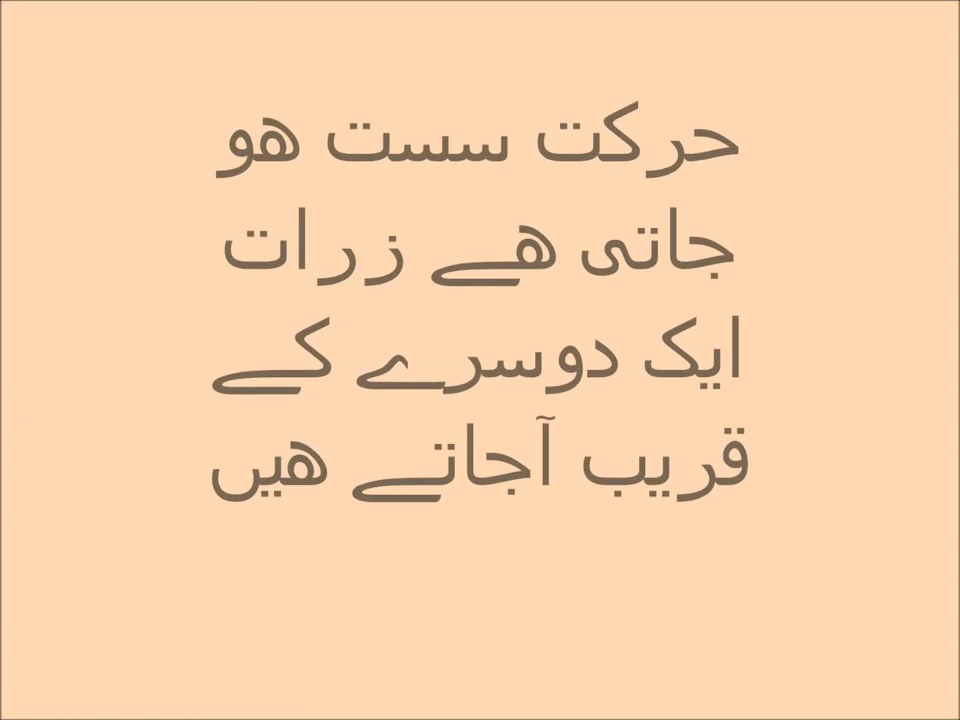 حرکت سست ھو
جاتی ھے زرات
ایک دوسرے کے
قریب آجاتے ھیں